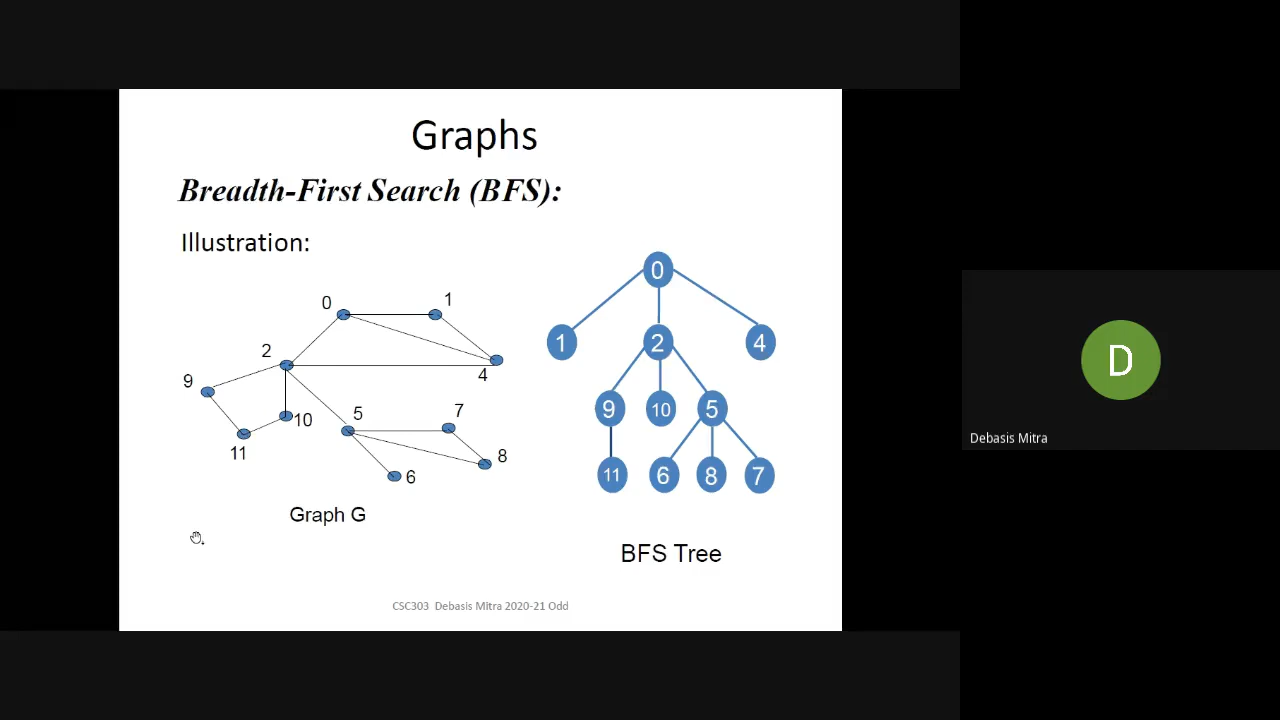 Graphs
Breadth-First Search (BFS):
Illustration:
0
1
2
4
9
10
11
5
7
8
6
Graph G
0
1 2 4
9 10 5
11 6 8 7
BFS Tree
CSC303 Debasis Mitra 2020-21 Odd
D
Debasis Mitra